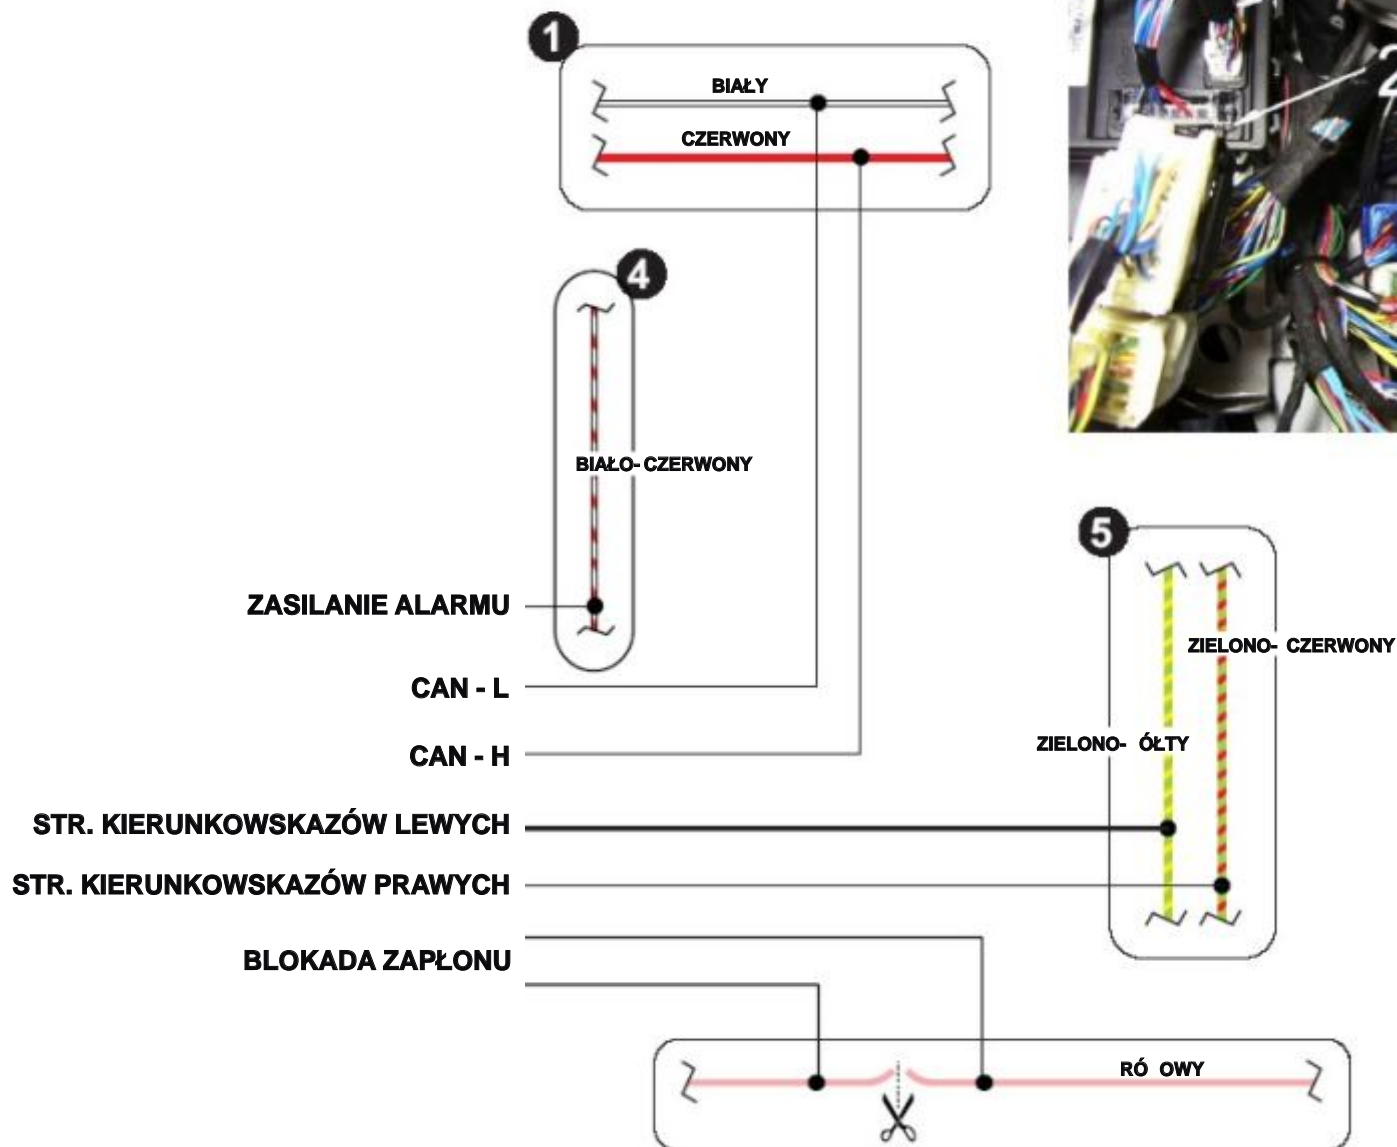 1
BIAŁY
CZERWONY
2
4
BIAŁO- CZERWONY
5
ZASILANIE ALARMU
ZIELONO- CZERWONY
CAN - L
ZIELONO- ÓŁTY
CAN - H
STR. KIERUNKOWSKAZÓW LEWYCH
STR. KIERUNKOWSKAZÓW PRAWYCH
BLOKADA ZAPŁONU
RÓ OWY